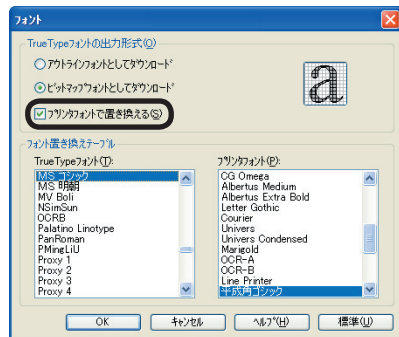 フォント
TrueTypeフォントの出力形式(O)
アウトラインフォントとしてダウンロード
ビットマップフォントとしてダウンロード
プリンタフォントで置き換える(S)
a
フォント置き換えテーブル
TrueTypeフォント(T):
プリンタフォント(P):
MS ゴシック
MS 明朝
MV Boli
NSimSun
OCRB
Palatino Linotype
PanRoman
PMingLiU
Proxy 1
Proxy 2
Proxy 3
Proxy 4
CG Omega
Albertus Medium
Albertus Extra Bold
Letter Gothic
Courier
Univers
Univers Condensed
Marigold
OCR-A
OCR-B
Line Printer
平成角ゴシック
OK
キャンセル
ヘルプ(H)
標準(U)